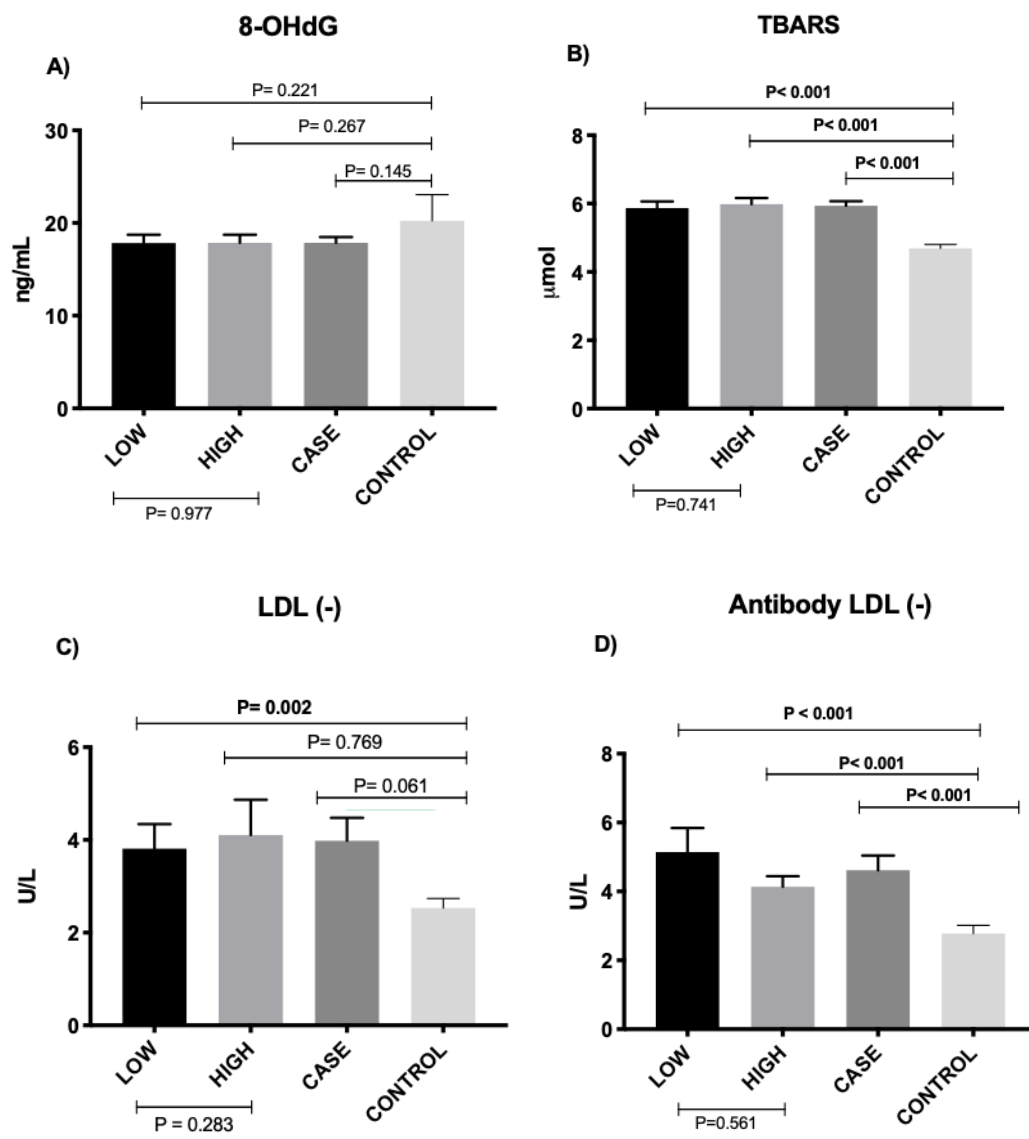 8-OHdG
A)
P= 0.221
P= 0.267
P= 0.145
30
20
10
0
ng/mL
LOW
HIGH
CASE
CONTROL
P= 0.977
TBARS
B)
P< 0.001
P< 0.001
P< 0.001
8
6
4
2
0
μmol
LOW
HIGH
CASE
CONTROL
P=0.741
LDL (-)
C)
P= 0.002
P= 0.769
P= 0.061
6
4
2
0
U/L
LOW
HIGH
CASE
CONTROL
P = 0.283
Antibody LDL (-)
D)
P < 0.001
P< 0.001
P< 0.001
8
6
4
2
0
U/L
LOW
HIGH
CASE
CONTROL
P=0.561